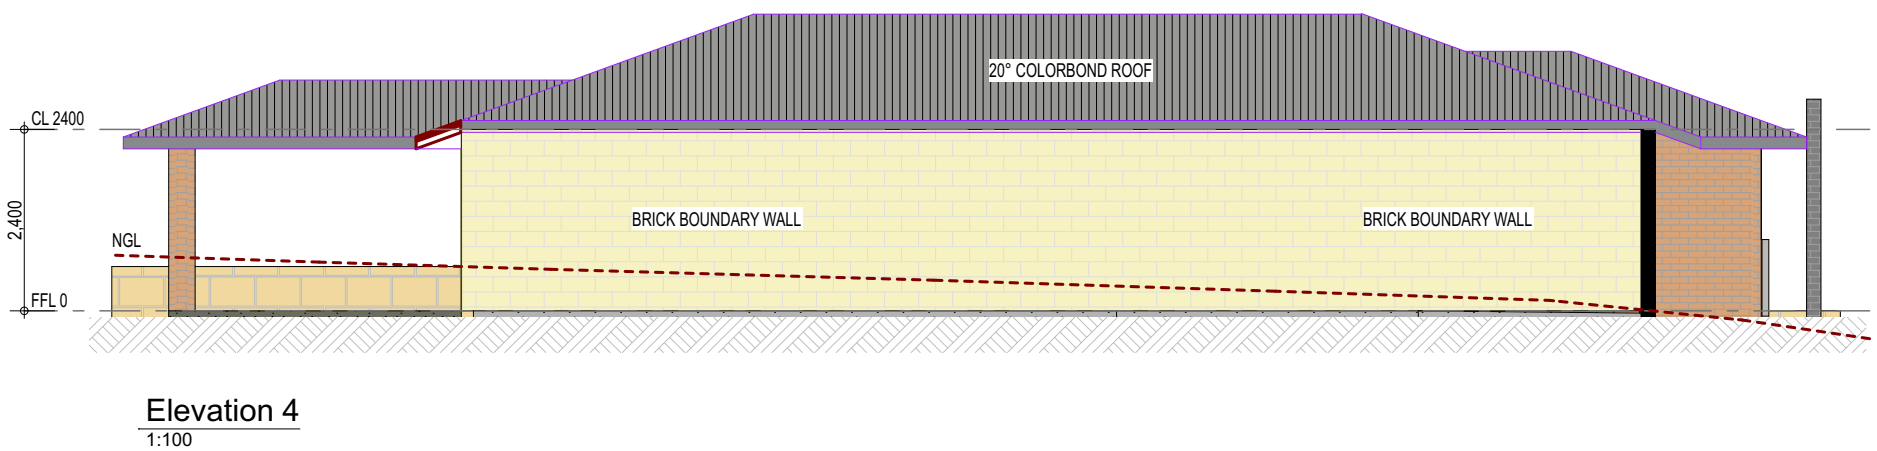 20° COLORBOND ROOF
CL 2400
2,400
BRICK BOUNDARY WALL
BRICK BOUNDARY WALL
NGL
FFL 0
Elevation 4
1:100